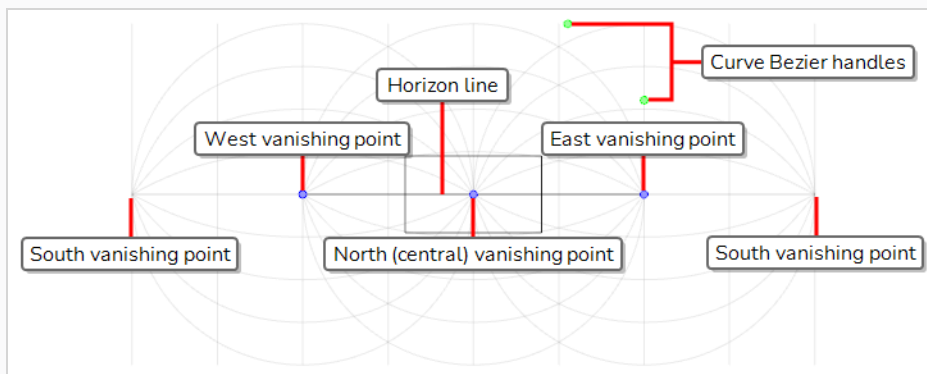 Curve Bezier handles
Horizon line
West vanishing point
East vanishing point
South vanishing point
North (central) vanishing point
South vanishing point